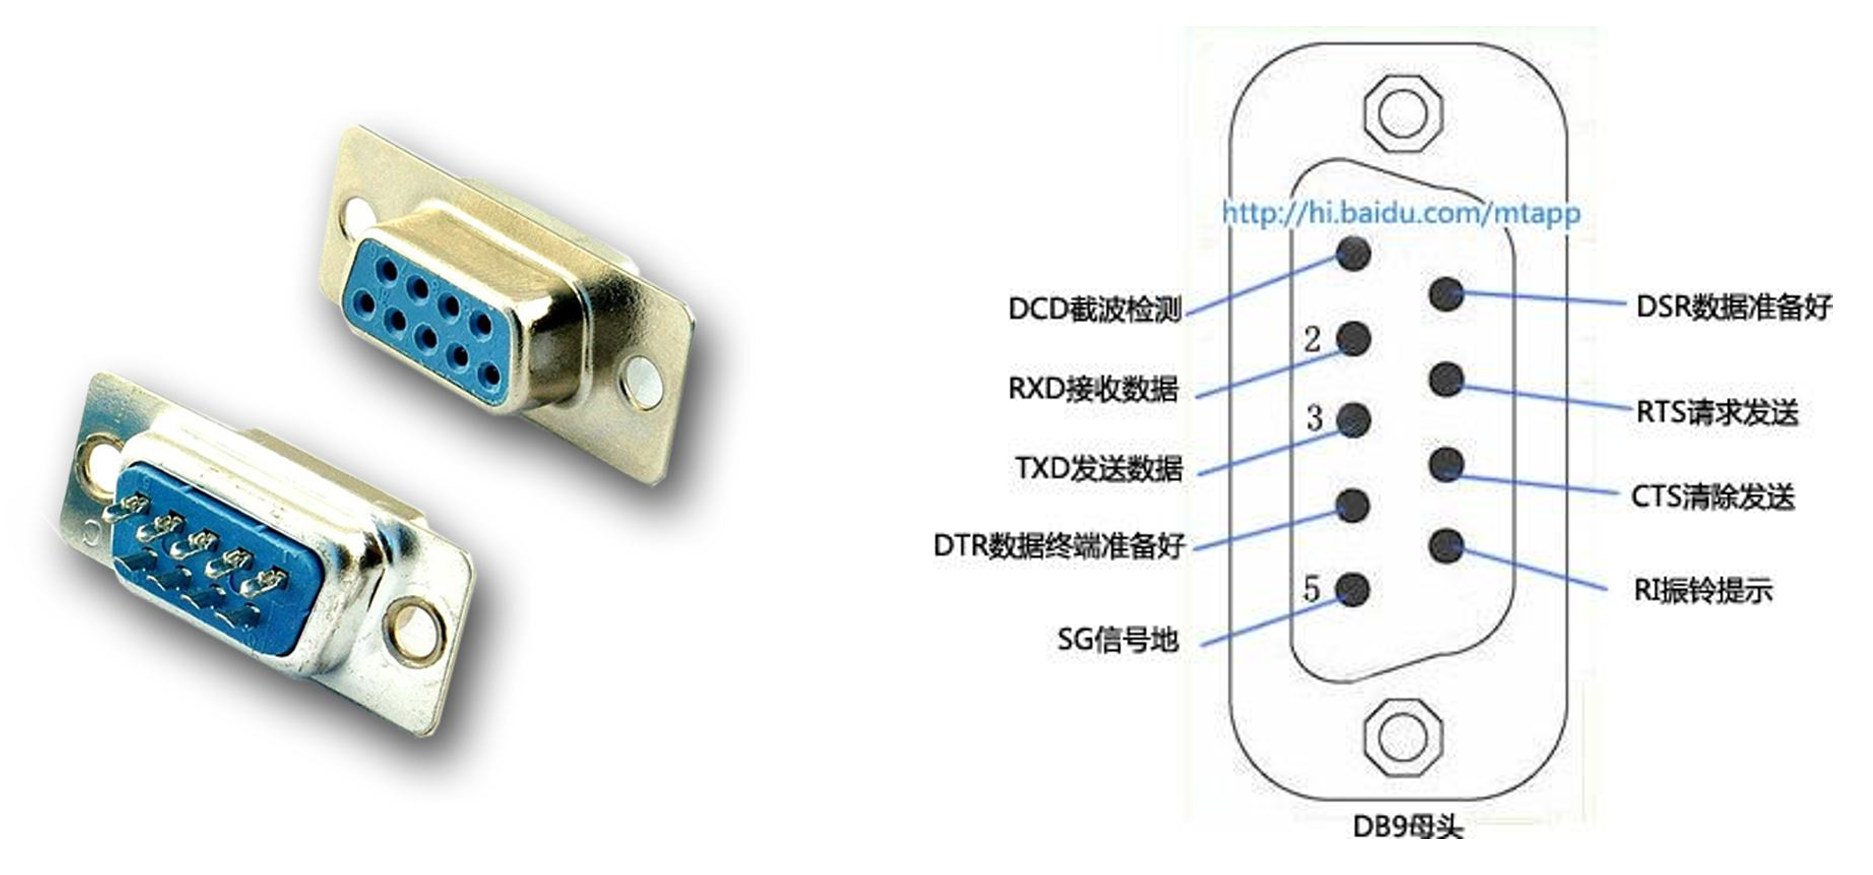 http://hi.baidu.com/mtapp
DCD截波检测
DSR数据准备好
2
RXD接收数据
RTS请求发送
3
TXD发送数据
CTS清除发送
DTR数据终端准备好
5
RI振铃提示
SG信号地
DB9母头